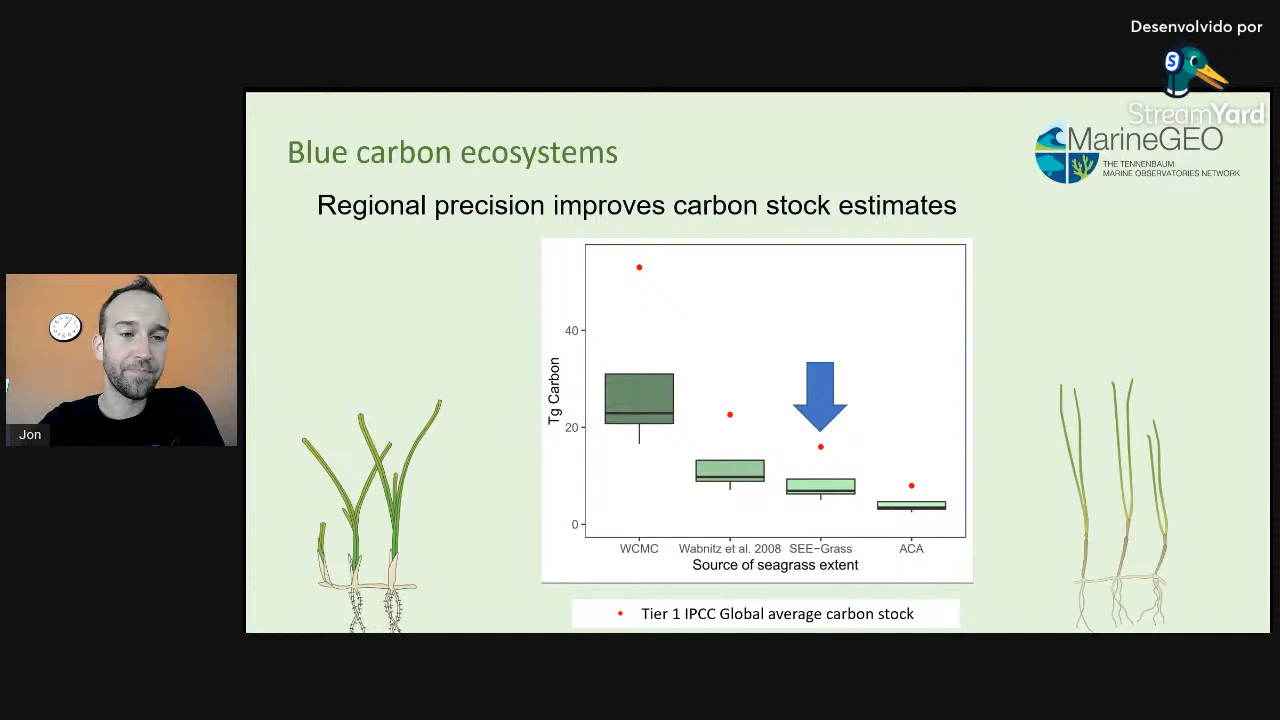 Desenvolvido por
StreamYard
Blue carbon ecosystems
MarineGEO
THE TENNENBAUM
MARINE OBSERVATORIES NETWORK
Regional precision improves carbon stock estimates
40
20
0
Tg Carbon
WCMC Wabnitz et al. 2008 SEE−Grass ACA
Source of seagrass extent
Tier 1 IPCC Global average carbon stock
Jon
S